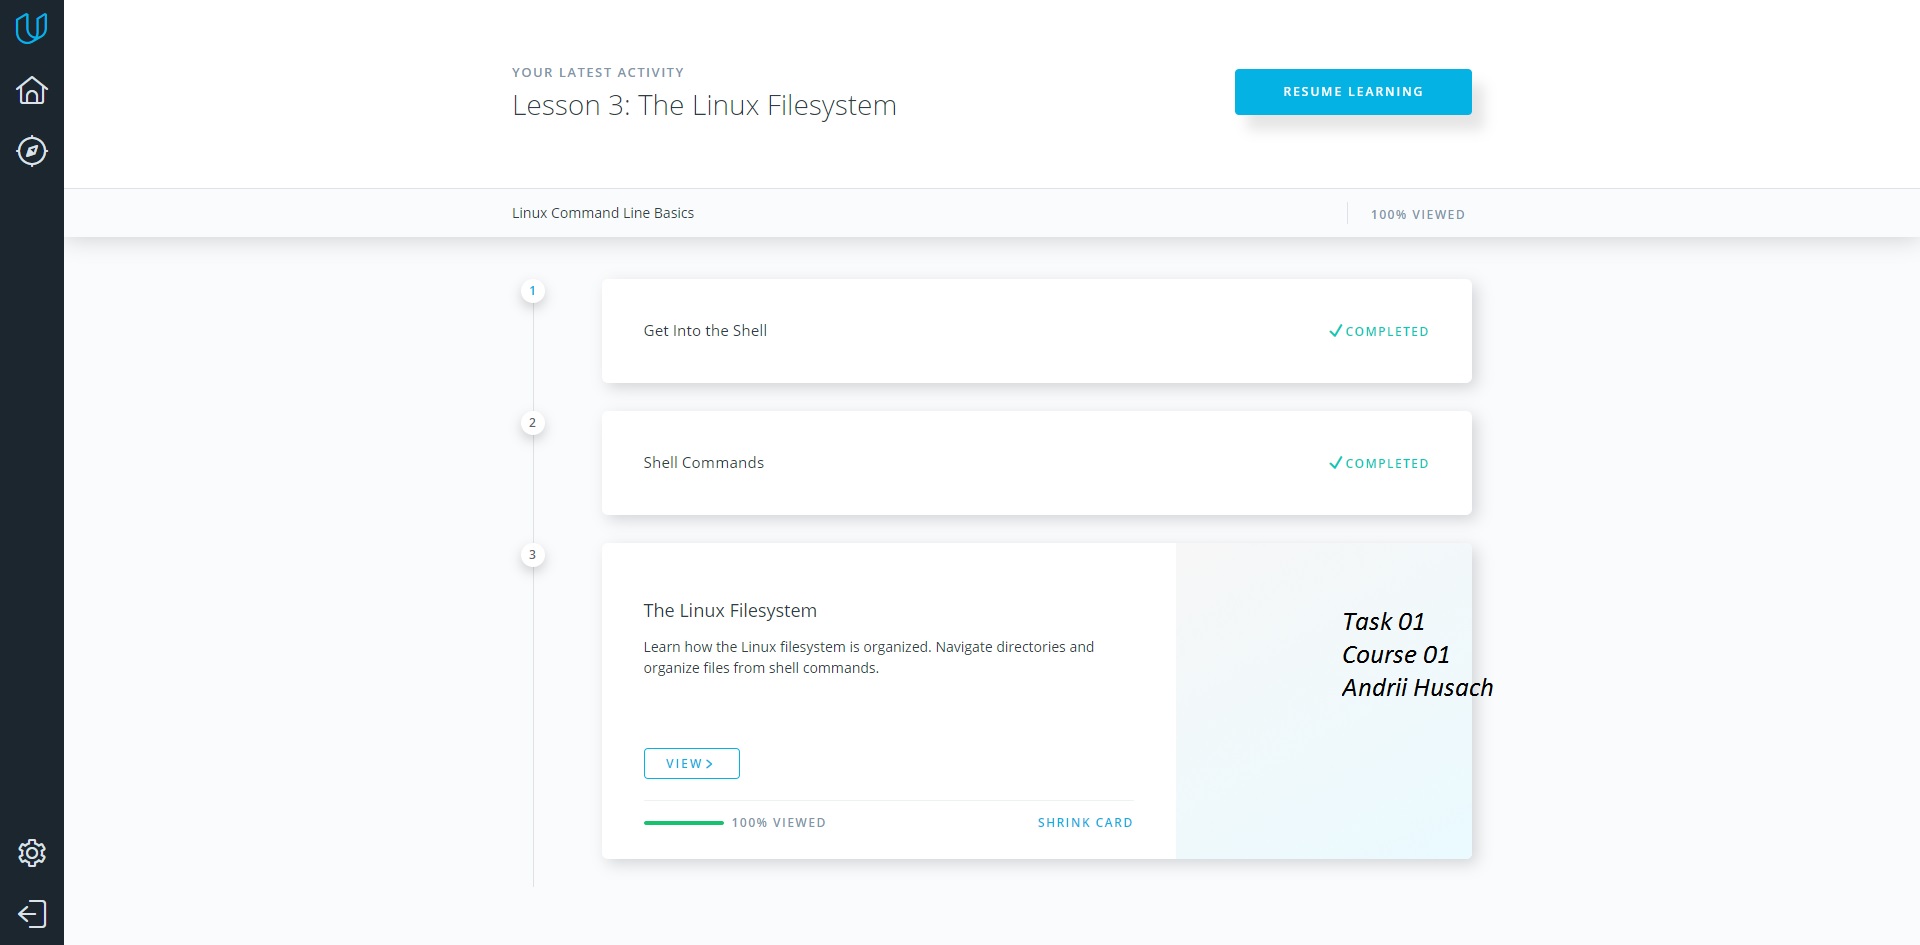 YOUR LATEST ACTIVITY
Lesson 3: The Linux Filesystem
RESUME LEARNING
Linux Command Line Basics
100% VIEWED
1
Get Into the Shell
COMPLETED
2
Shell Commands
COMPLETED
3
The Linux Filesystem
Learn how the Linux filesystem is organized. Navigate directories and
organize files from shell commands.
VIEW
100% VIEWED
SHRINK CARD
Task 01
Course 01
Andrii Husach